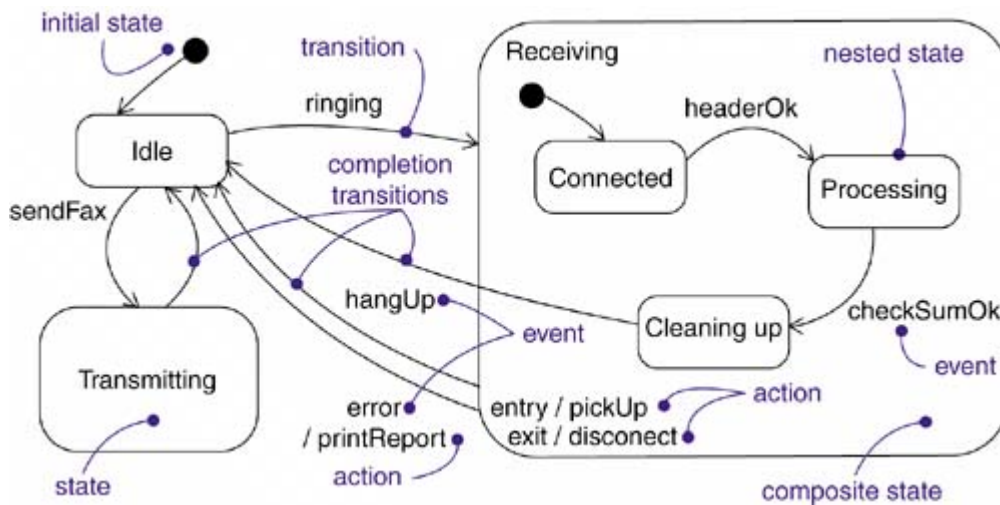 initial state
transition
Receiving
nested state
ringing
headerOk
Idle
completion
transitions
Connected
Processing
sendFax
hangUp
Cleaning up
checkSumOk
event
event
Transmitting
error
/ printReport
entry / pickUp
exit / disconect
action
action
state
composite state